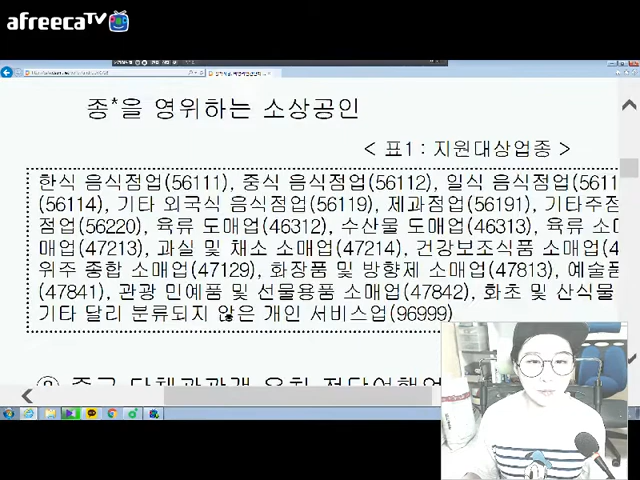 afreecaTV
종*을 영위하는 소상공인
< 표1 : 지원대상업종 >
한식 음식점업(56111), 중식 음식점업(56112), 일식 음식점업(5611
(56114), 기타 외국식 음식점업(56119), 제과점업(56191), 기타주점
점업(56220), 육류 도매업(46312), 수산물 도매업(46313), 육류 소
매업(47213), 과실 및 채소 소매업(47214), 건강보조식품 소매업(4
위주 종합 소매업(47129), 화장품 및 방향제 소매업(47813), 예술품
(47841), 관광 민예품 및 선물용품 소매업(47842), 화초 및 산식물
기타 달리 분류되지 않은 개인 서비스업(96999)